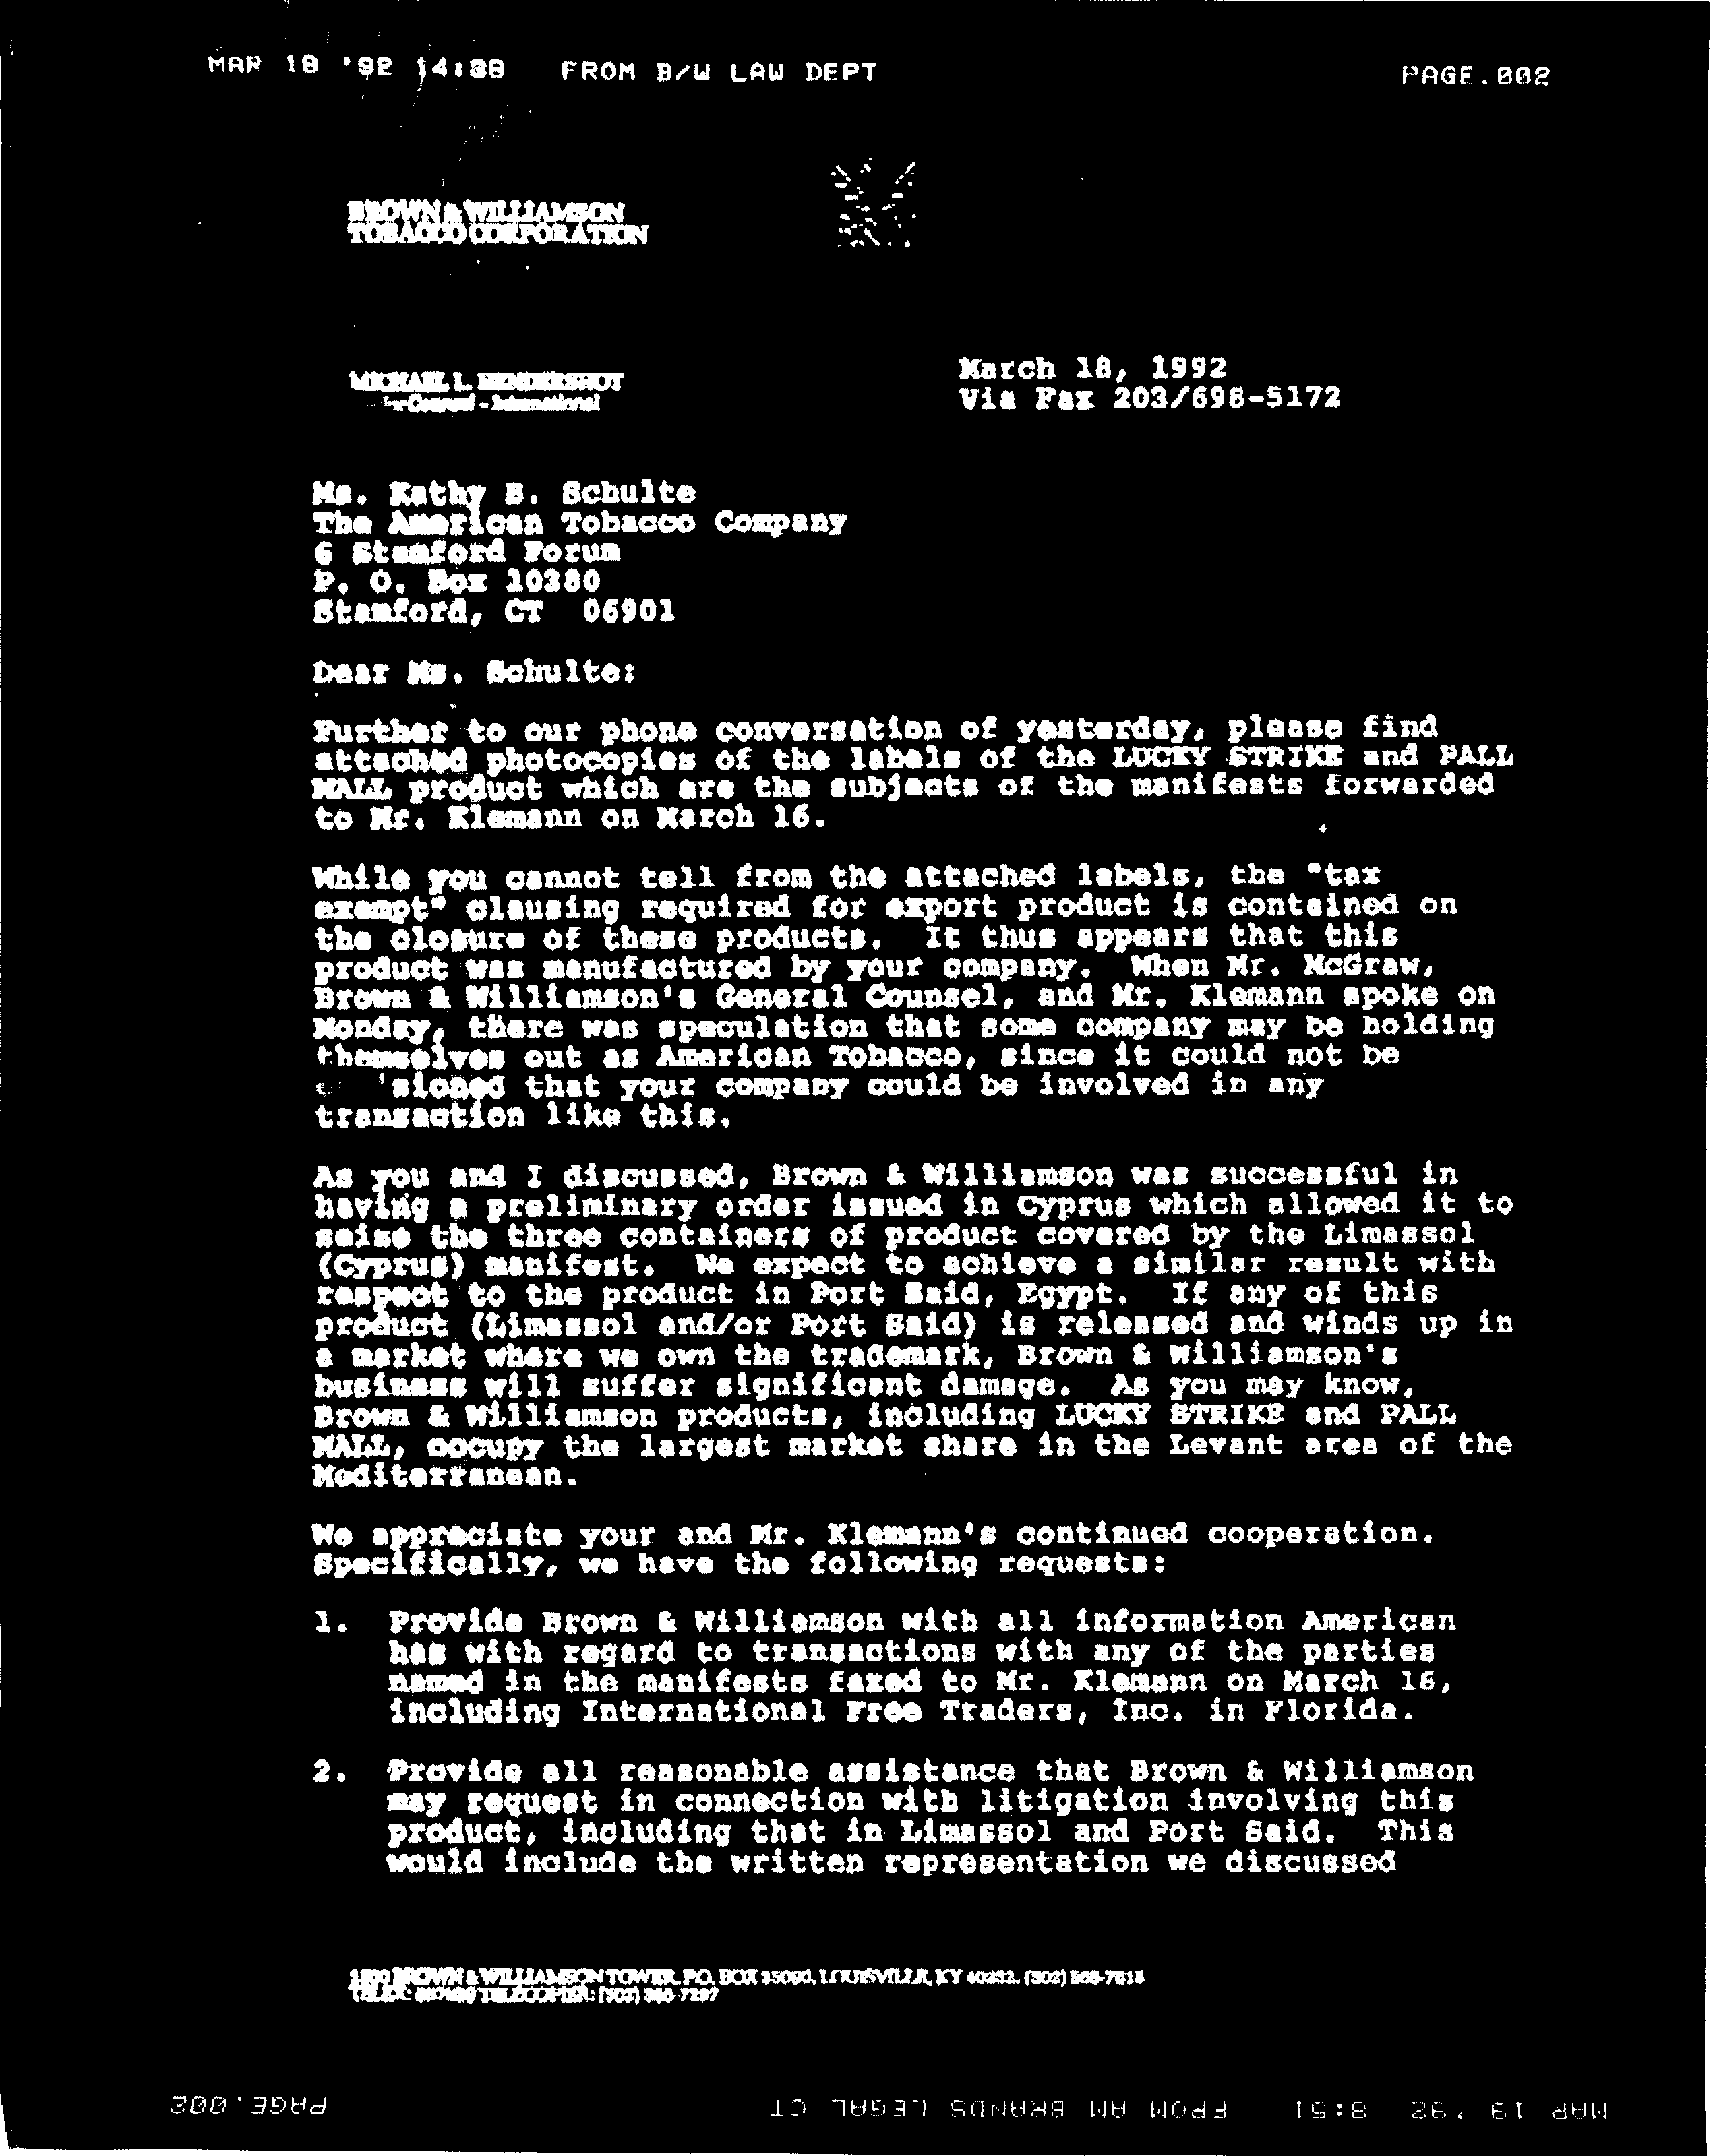 MAR 18 '92 14:38 FROM B/W LAW DEPT PAGE.002
BROWN & WILLIAMSON
TOBACCO CORPORATION
MICHAEL L. HENDERSHOT
Counsel - International
March 18, 1992
Via Fax 203/698-5172
Ms. Kathy B. Schulte
The American Tobacco Company
6 Stamford Forum
P. O. Box 10380
Stamford, CT 06901
Dear Ms. Schulte:
Further to our phone conversation of yesterday, please find
attached photocopies of the labels of the LUCKY STRIKE and PALL
MALL product which are the subjects of the manifests forwarded
to Mr. Klemann on March 16.
While you cannot tell from the attached labels, the "tax
exempt" clausing required for export product is contained on
the closure of these products. It thus appears that this
product was manufactured by your company. When Mr. McGraw,
Brown & Williamson's General Counsel, and Mr. Klemann spoke on
Monday, there was speculation that some company may be holding
themselves out as American Tobacco, since it could not be
that your company could be involved in any
transaction like this.
As you and I discussed, Brown & Williamson was successful in
having a preliminary order issued in Cyprus which allowed it to
seize the three containers of product covered by the Limassol
(Cyprus) manifest. We expect to achieve a similar result with
respect to the product in Port Said, Egypt. If any of this
product (Limassol and/or Port Said) is released and winds up in
a market where we own the trademark, Brown & Williamson's
business will suffer significant damage. As you may know,
Brown & Williamson products, including LUCKY STRIKE and PALL
MALL, occupy the largest market share in the Levant area of the
Mediterranean.
We appreciate your and Mr. Klemann's continued cooperation.
Specifically, we have the following requests:
1. Provide Brown & Williamson with all information American
has with regard to transactions with any of the parties
named in the manifests faxed to Mr. Klemann on March 16,
including International Free Traders, Inc. in Florida.
2. Provide all reasonable assistance that Brown & Williamson
may request in connection with litigation involving this
product, including that in Limassol and Port Said. This
would include the written representation we discussed
BROWN & WILLIAMSON TOWER, P.O. BOX 35090, LOUISVILLE, KY 40232. (502)
TELECOPIER: (502)
MAR 19 '92 8:51 FROM AM BRANDS LEGAL CT PAGE.002